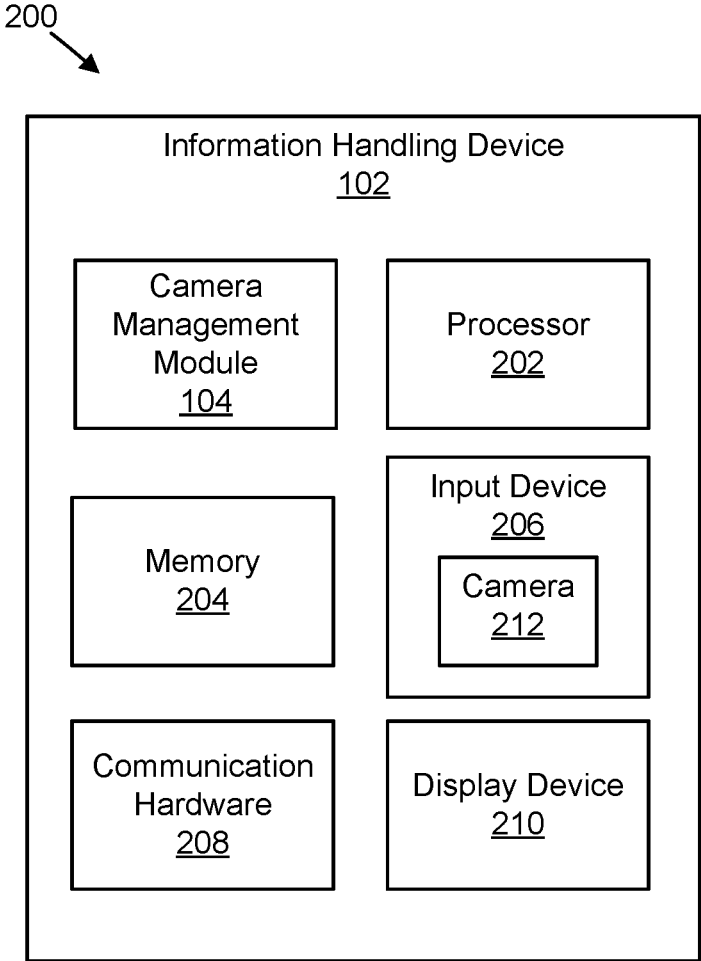 200
Information Handling Device
102
Camera
Management
Module
104
Processor
202
Memory
204
Input Device
206
Camera
212
Communication
Hardware
208
Display Device
210